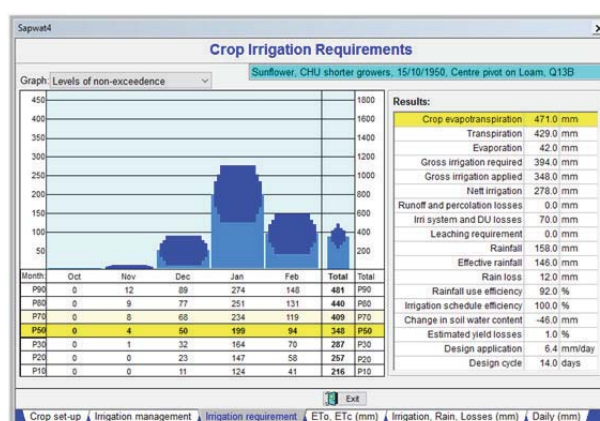 Sapwat4
Crop Irrigation Requirements
Graph: Levels of non-exceedence
Sunflower, CHU shorter growers, 15/10/1950, Centre pivot on Loam, Q13B
450 1800
400 1600
350 1400
300 1200
250 1000
200 800
150 600
100 400
50 200
Month: Oct Nov Dec Jan Feb Total Total
P90 0 12 89 274 148 481 P90
P80 0 9 77 251 131 440 P80
P70 0 8 68 234 119 409 P70
P50 0 4 50 199 94 348 P50
P30 0 1 32 164 70 287 P30
P20 0 0 23 147 58 257 P20
P10 0 0 11 124 41 216 P10
Results:
Crop evapotranspiration 471.0 mm
Transpiration 429.0 mm
Evaporation 42.0 mm
Gross irrigation required 394.0 mm
Gross irrigation applied 348.0 mm
Nett irrigation 278.0 mm
Runoff and percolation losses 0.0 mm
Irri system and DU losses 70.0 mm
Leaching requirement 0.0 mm
Rainfall 158.0 mm
Effective rainfall 146.0 mm
Rain loss 12.0 mm
Rainfall use efficiency 92.0 %
Irrigation schedule efficiency 100.0 %
Change in soil water content -46.0 mm
Estimated yield losses 1.0 %
Design application 6.4 mm/day
Design cycle 14.0 days
Exit
Crop set-up Irrigation management Irrigation requirement ETo, ETc (mm) Irrigation, Rain, Losses (mm) Daily (mm)